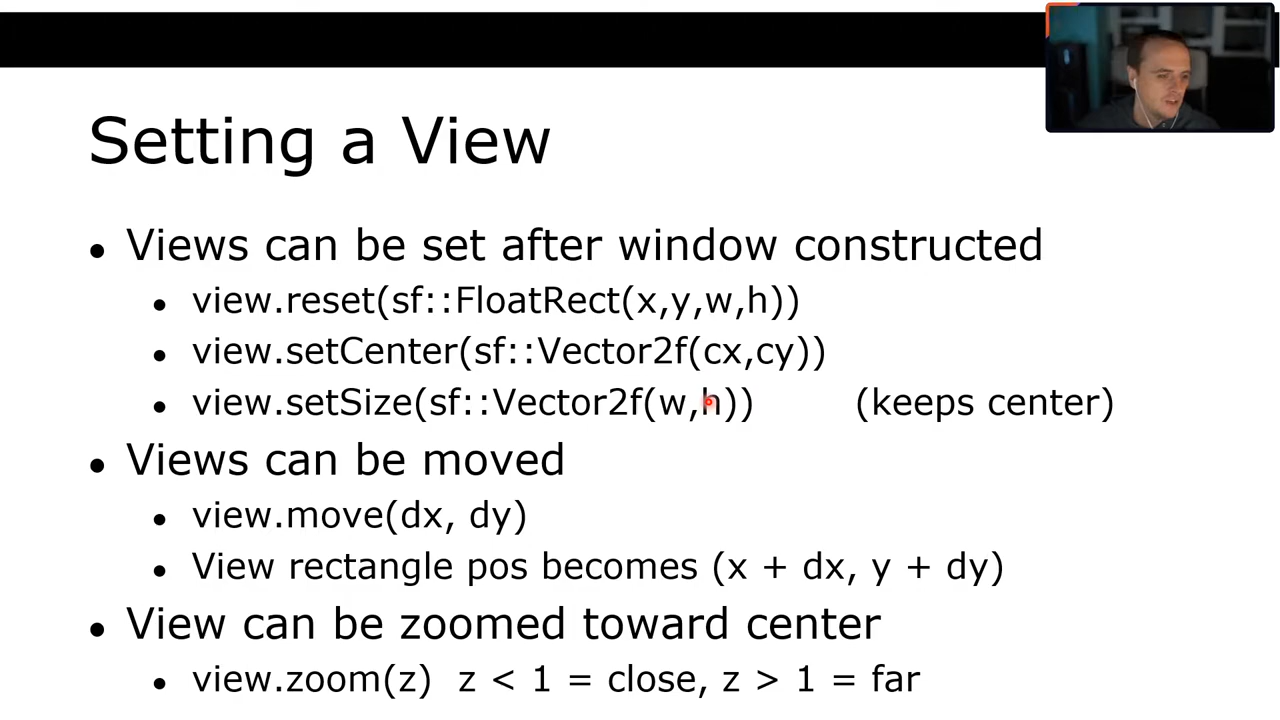 Setting a View
• Views can be set after window constructed
• view.reset(sf::FloatRect(x,y,w,h))
• view.setCenter(sf::Vector2f(cx,cy))
• view.setSize(sf::Vector2f(w,h)) (keeps center)
• Views can be moved
• view.move(dx, dy)
• View rectangle pos becomes (x + dx, y + dy)
• View can be zoomed toward center
• view.zoom(z) z < 1 = close, z > 1 = far